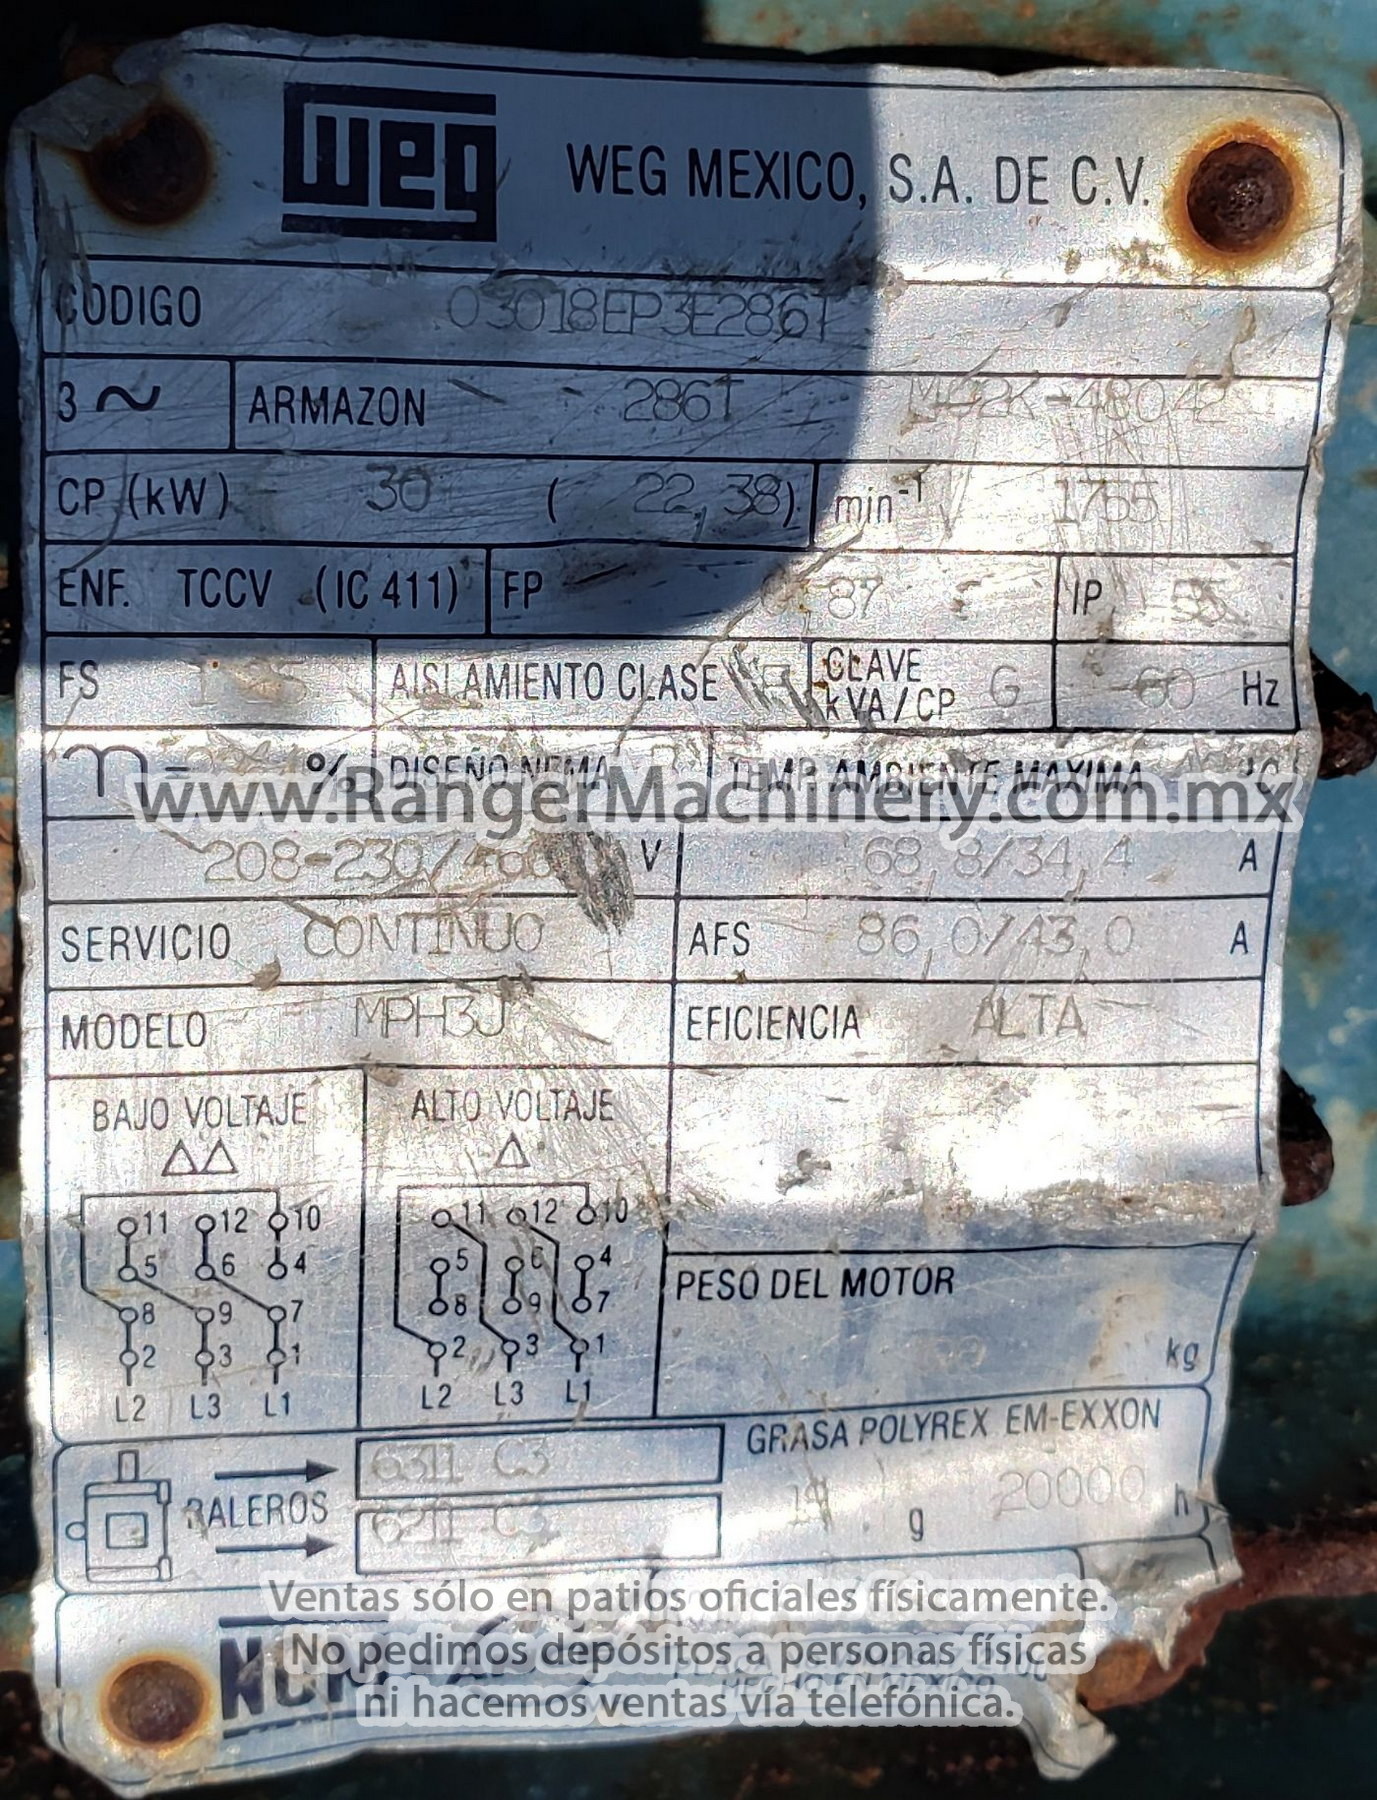 weg WEG MEXICO, S.A. DE C.V.
CODIGO 03018EP3E286T
3 ~ ARMAZON 286T
CP (kW) 30 ( 22,38) min-1 1755
ENF. TCCV (IC 411) FP 87 IP 55
FS AISLAMIENTO CLASE F CLAVE kVA/CP G 60 Hz
η = % DISEÑO NEMA TEMP. AMBIENTE MAXIMA °C
www.RangerMachinery.com.mx
208-230/460 V 68,8/34,4 A
SERVICIO CONTINUO AFS 86,0/43,0 A
MODELO MPH3J EFICIENCIA ALTA
BAJO VOLTAJE ALTO VOLTAJE
△△ △
11 12 10 11 12 10
5 6 4 5 6 4
8 9 7 8 9 7
2 3 1 2 3 1
L2 L3 L1 L2 L3 L1
PESO DEL MOTOR
kg
GRASA POLYREX EM-EXXON
BALEROS 6311 C3
6211 C3 g 20000 h
Ventas sólo en patios oficiales físicamente.
No pedimos depósitos a personas físicas
ni hacemos ventas vía telefónica.
HECHO EN MEXICO